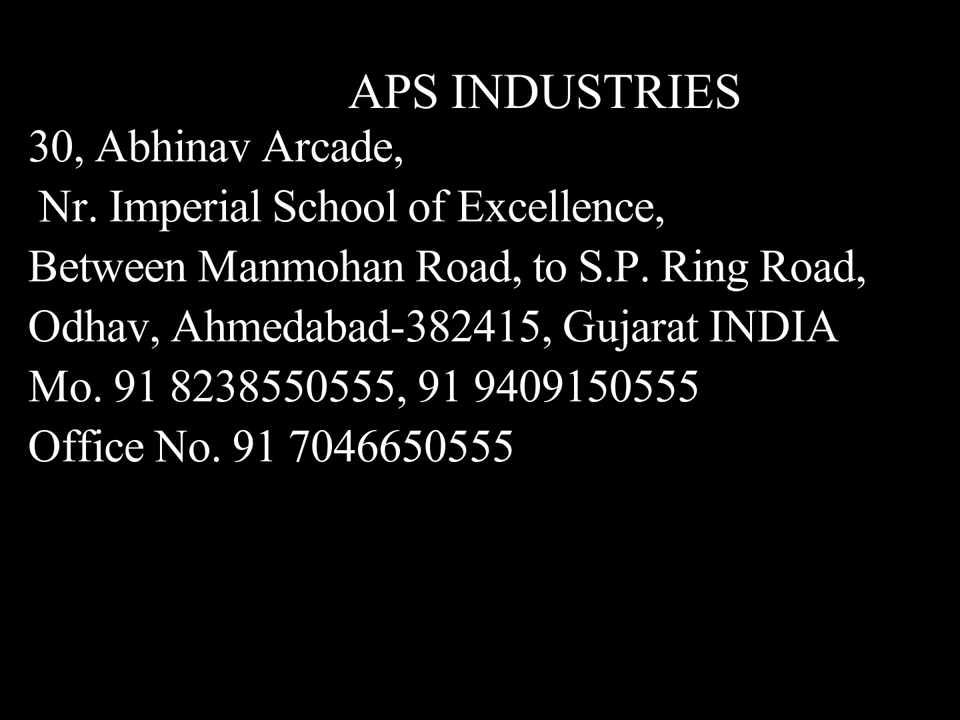 APS INDUSTRIES
30, Abhinav Arcade,
Nr. Imperial School of Excellence,
Between Manmohan Road, to S.P. Ring Road,
Odhav, Ahmedabad-382415, Gujarat INDIA
Mo. 91 8238550555, 91 9409150555
Office No. 91 7046650555